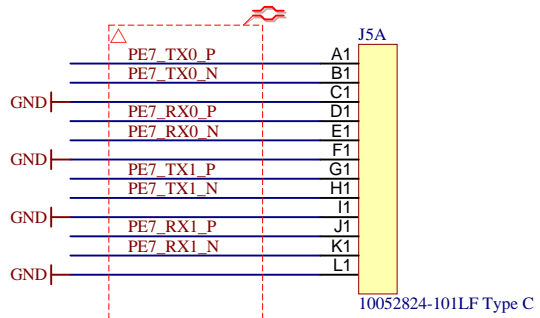 J5A
PE7_TX0_P A1
PE7_TX0_N B1
GND C1
PE7_RX0_P D1
PE7_RX0_N E1
GND F1
PE7_TX1_P G1
PE7_TX1_N H1
GND I1
PE7_RX1_P J1
PE7_RX1_N K1
GND L1
10052824-101LF Type C